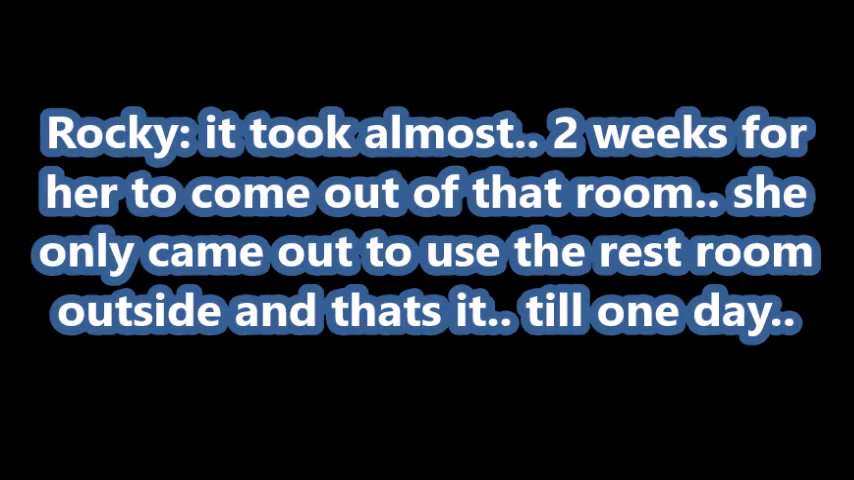 Rocky: it took almost.. 2 weeks for
her to come out of that room.. she
only came out to use the rest room
outside and thats it.. till one day..